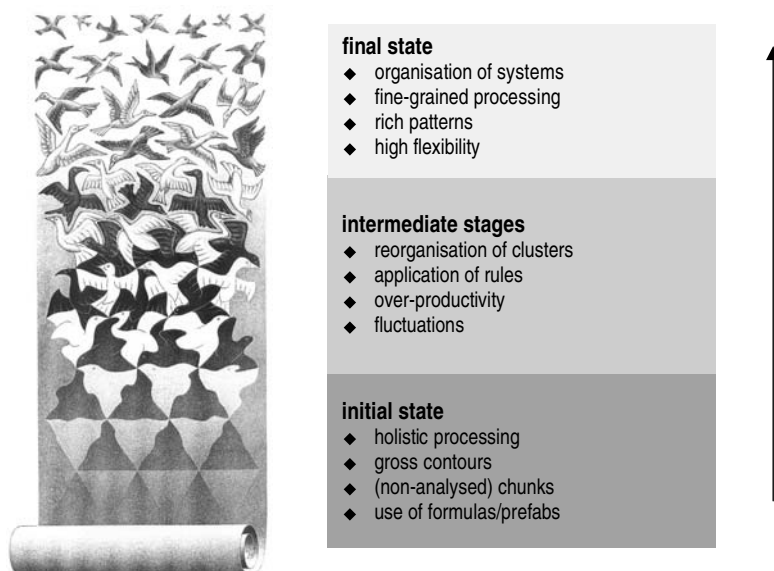 final state
◆ organisation of systems
◆ fine-grained processing
◆ rich patterns
◆ high flexibility
intermediate stages
◆ reorganisation of clusters
◆ application of rules
◆ over-productivity
◆ fluctuations
initial state
◆ holistic processing
◆ gross contours
◆ (non-analysed) chunks
◆ use of formulas/prefabs